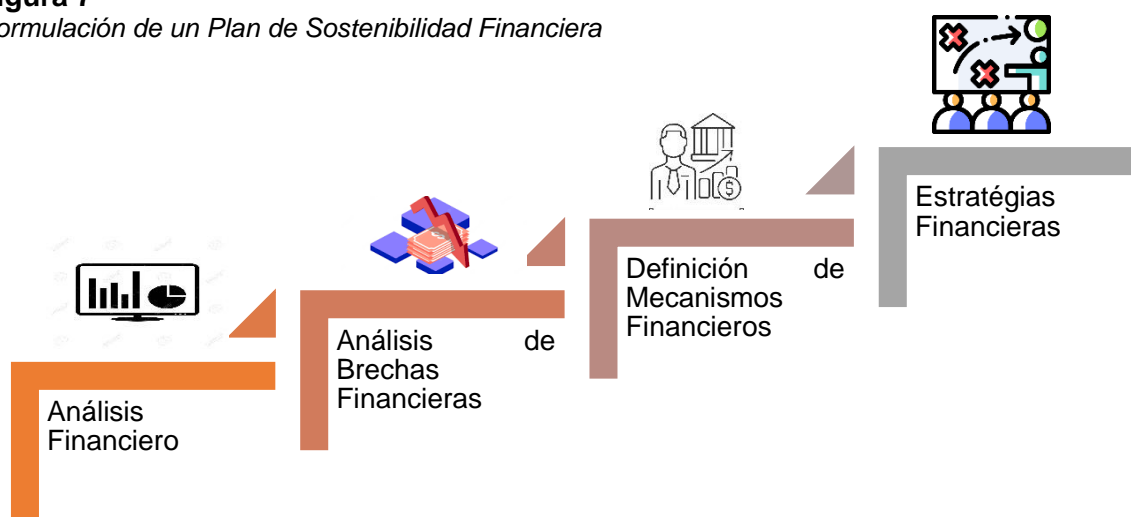 igura 7
ormulación de un Plan de Sostenibilidad Financiera
Análisis
Financiero
Análisis de
Brechas
Financieras
Definición de
Mecanismos
Financieros
Estratégias
Financieras